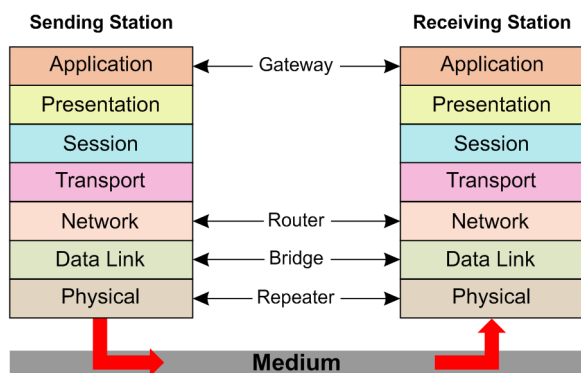 Sending Station
Receiving Station
Application
Gateway
Application
Presentation
Presentation
Session
Session
Transport
Transport
Network
Router
Network
Data Link
Bridge
Data Link
Physical
Repeater
Physical
Medium